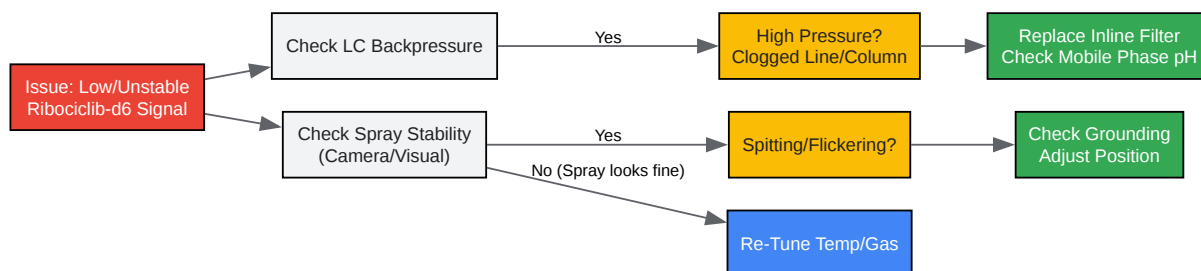 Issue: Low/Unstable
Ribociclib-d6 Signal
Check LC Backpressure
Yes
High Pressure?
Clogged Line/Column
Replace Inline Filter
Check Mobile Phase pH
Check Spray Stability
(Camera/Visual)
Yes
Spitting/Flickering?
Check Grounding
Adjust Position
No (Spray looks fine)
Re-Tune Temp/Gas